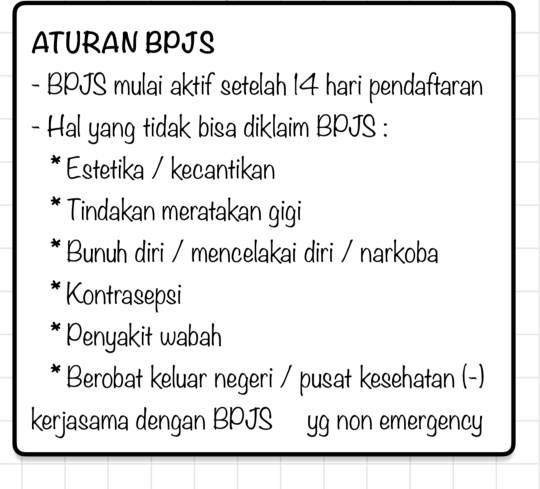 ATURAN BPJS
- BPJS mulai aktif setelah 14 hari pendaftaran
- Hal yang tidak bisa diklaim BPJS :
* Estetika / kecantikan
* Tindakan meratakan gigi
* Bunuh diri / mencelakai diri / narkoba
* Kontrasepsi
* Penyakit wabah
* Berobat keluar negeri / pusat kesehatan (-)
kerjasama dengan BPJS yg non emergency